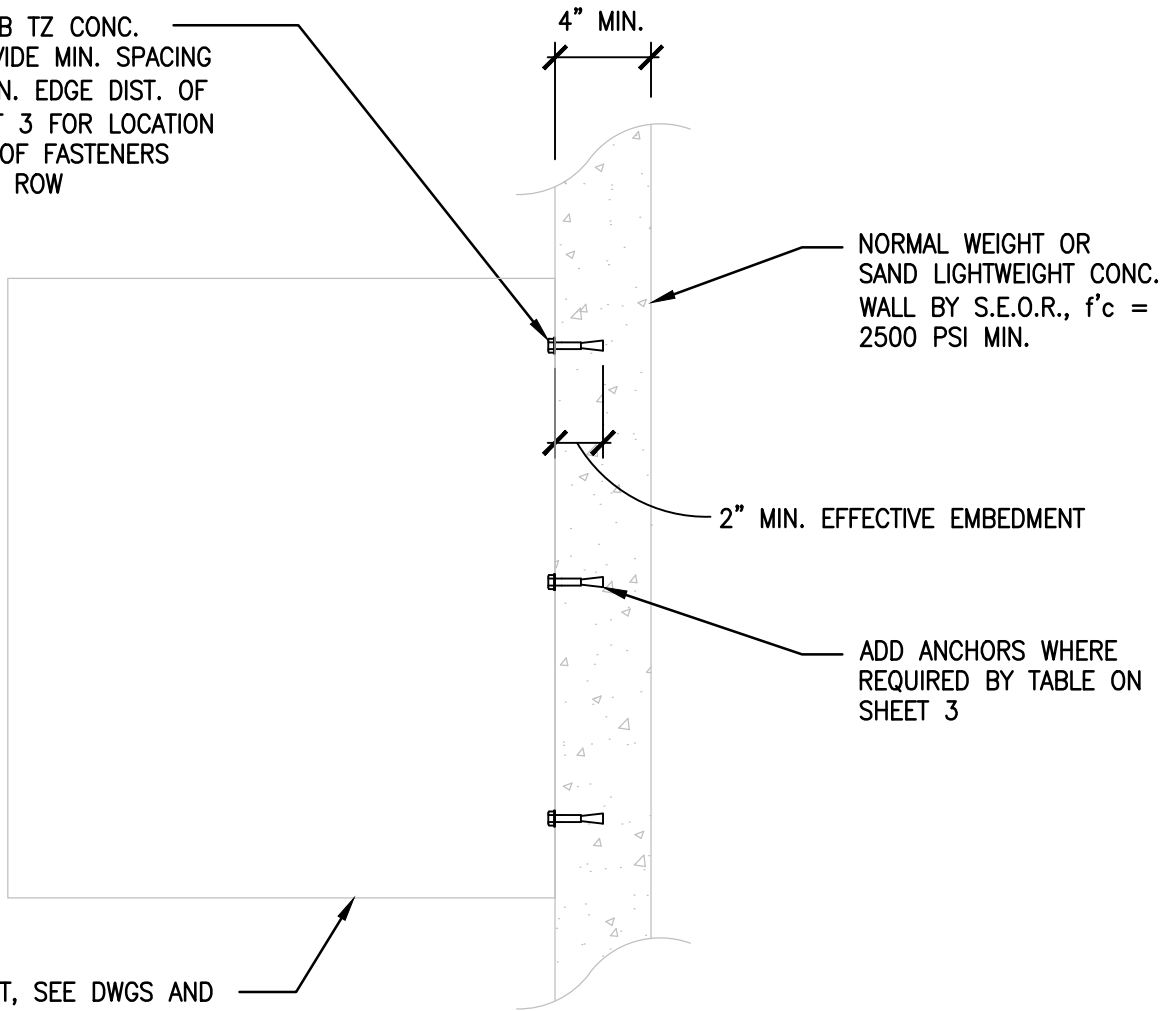 B TZ CONC.
VIDE MIN. SPACING
N. EDGE DIST. OF
T 3 FOR LOCATION
OF FASTENERS
ROW
4" MIN.
NORMAL WEIGHT OR
SAND LIGHTWEIGHT CONC.
WALL BY S.E.O.R., f'c =
2500 PSI MIN.
2" MIN. EFFECTIVE EMBEDMENT
ADD ANCHORS WHERE
REQUIRED BY TABLE ON
SHEET 3
T, SEE DWGS AND